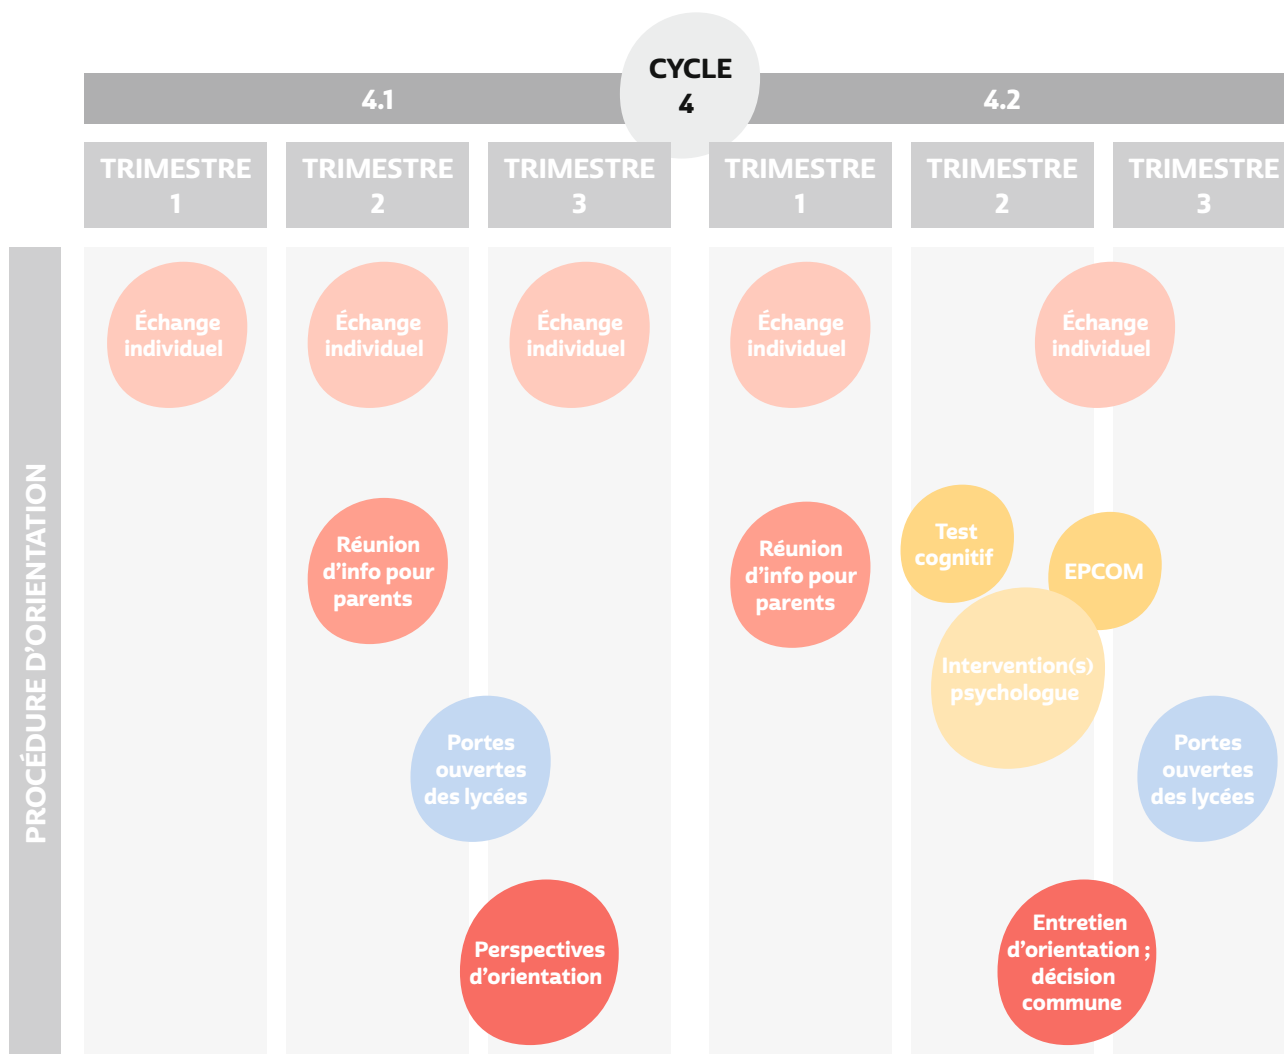 CYCLE
4
4.1
4.2
TRIMESTRE
1
TRIMESTRE
2
TRIMESTRE
3
TRIMESTRE
1
TRIMESTRE
2
TRIMESTRE
3
PROCÉDURE D’ORIENTATION
Échange
individuel
Échange
individuel
Échange
individuel
Échange
individuel
Échange
individuel
Réunion
d’info pour
parents
Réunion
d’info pour
parents
Test
cognitif
EPCOM
Intervention(s)
psychologue
Portes
ouvertes
des lycées
Portes
ouvertes
des lycées
Perspectives
d’orientation
Entretien
d’orientation ;
décision
commune